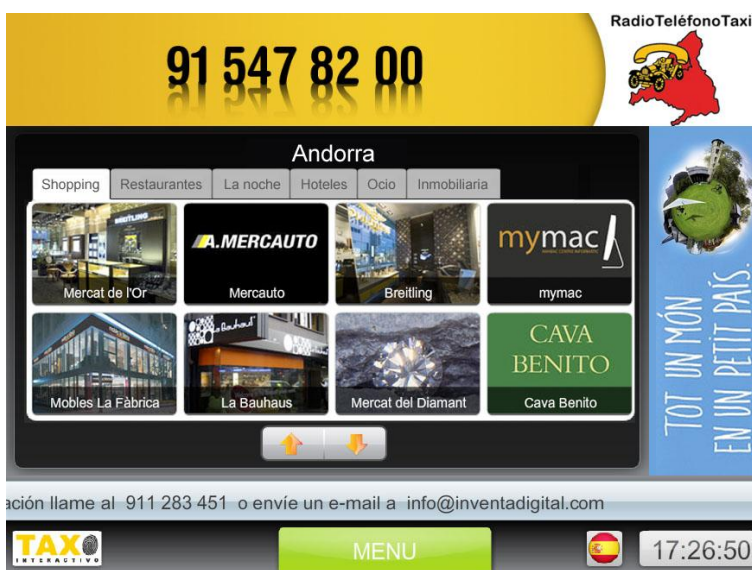 RadioTeléfonoTaxi
91 547 82 00
Andorra
Shopping Restaurantes La noche Hoteles Ocio Inmobiliaria
BREITLING
Mercat de l'Or
A.MERCAUTO
Mercauto
Breitling
mymac
mymac
Mobles La Fàbrica
La Bauhaus
La Bauhaus
Mercat del Diamant
CAVA
BENITO
Cava Benito
TOT UN MÓN
EN UN PETIT PAÍS.
ación llame al 911 283 451 o envíe un e-mail a info@inventadigital.com
TAXO
INTERACTIVO
MENU
17:26:50